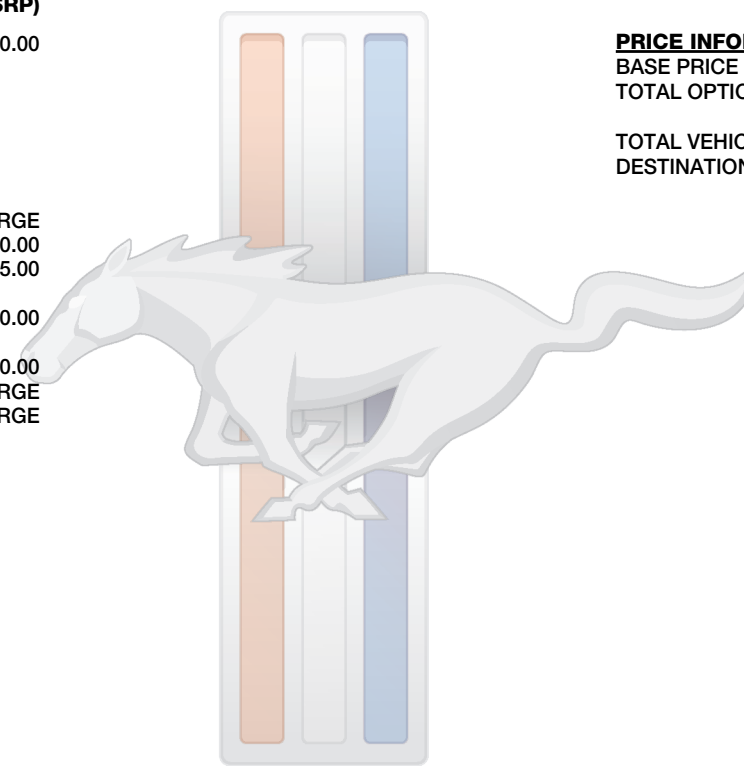 SRP)
0.00
RGE
0.00
5.00
0.00
0.00
RGE
RGE
PRICE INFO
BASE PRICE
TOTAL OPTIO
TOTAL VEHIC
DESTINATION